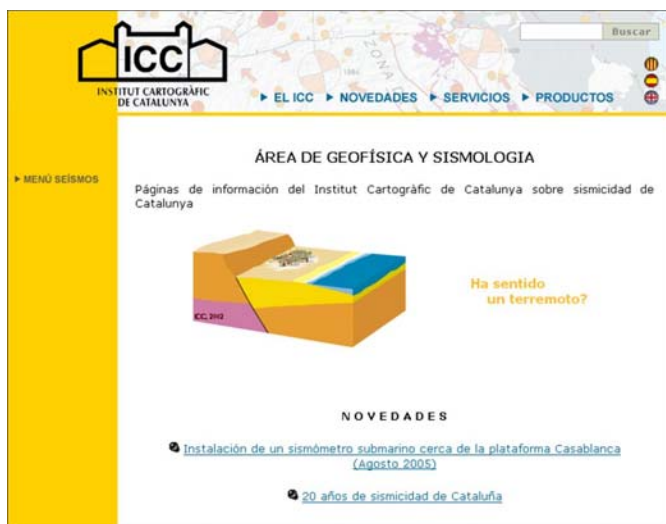 Buscar
ICC
INSTITUT CARTOGRÀFIC
DE CATALUNYA
EL ICC
NOVEDADES
SERVICIOS
PRODUCTOS
MENÚ SEÍSMOS
ÁREA DE GEOFÍSICA Y SISMOLOGIA
Páginas de información del Institut Cartogràfic de Catalunya sobre sismicidad de
Catalunya
Ha sentido
un terremoto?
ICC, 2002
NOVEDADES
Instalación de un sismómetro submarino cerca de la plataforma Casablanca
(Agosto 2005)
20 años de sismicidad de Cataluña